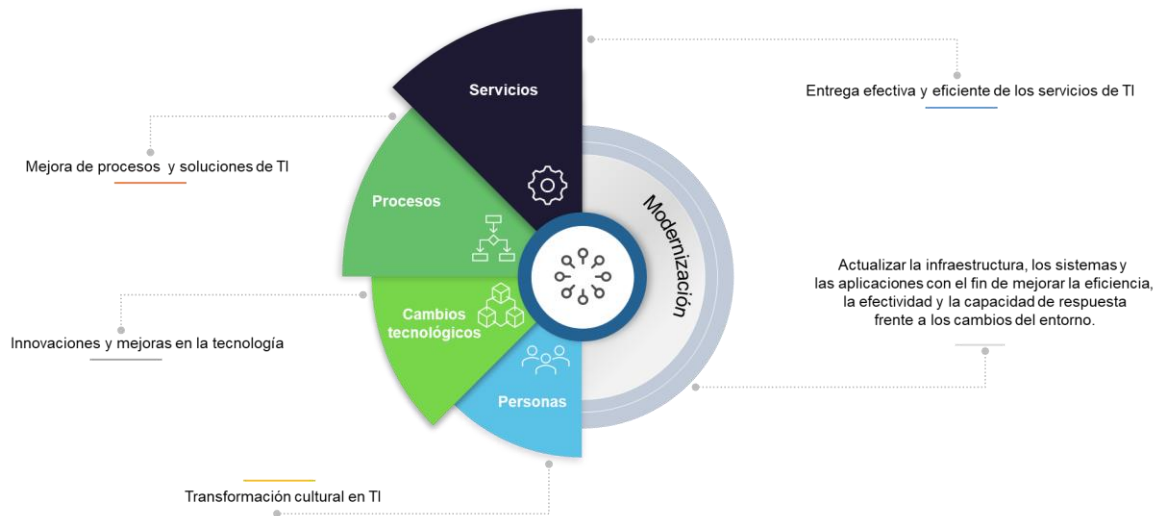 Servicios
Entrega efectiva y eficiente de los servicios de TI
Mejora de procesos y soluciones de TI
Procesos
Modernización
Actualizar la infraestructura, los sistemas y
las aplicaciones con el fin de mejorar la eficiencia,
la efectividad y la capacidad de respuesta
frente a los cambios del entorno.
Cambios
tecnológicos
Innovaciones y mejoras en la tecnología
Personas
Transformación cultural en TI